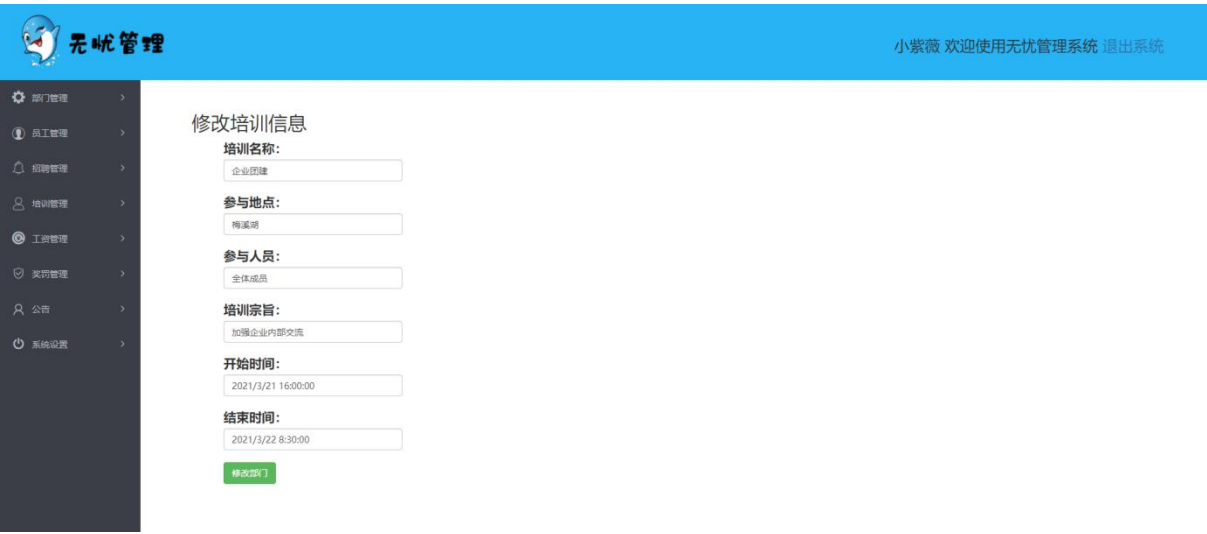 无忧管理
小紫薇 欢迎使用无忧管理系统 退出系统
部门管理
员工管理
招聘管理
培训管理
工资管理
奖罚管理
公告
系统设置
修改培训信息
培训名称：
企业团建
参与地点：
梅溪湖
参与人员：
全体成员
培训宗旨：
加强企业内部交流
开始时间：
2021/3/21 16:00:00
结束时间：
2021/3/22 8:30:00
修改部门